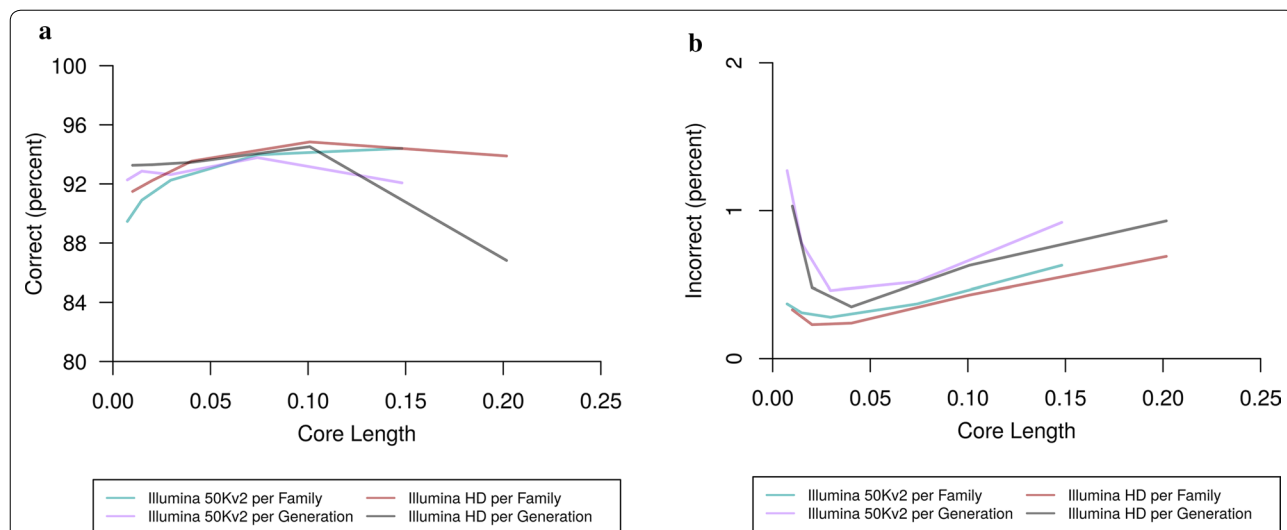 a
100
96
92
88
84
80
Correct (percent)
0.00 0.05 0.10 0.15 0.20 0.25
Core Length
Illumina 50Kv2 per Family Illumina HD per Family
Illumina 50Kv2 per Generation Illumina HD per Generation
b
2
1
0
Incorrect (percent)
0.00 0.05 0.10 0.15 0.20 0.25
Core Length
Illumina 50Kv2 per Family Illumina HD per Family
Illumina 50Kv2 per Generation Illumina HD per Generation